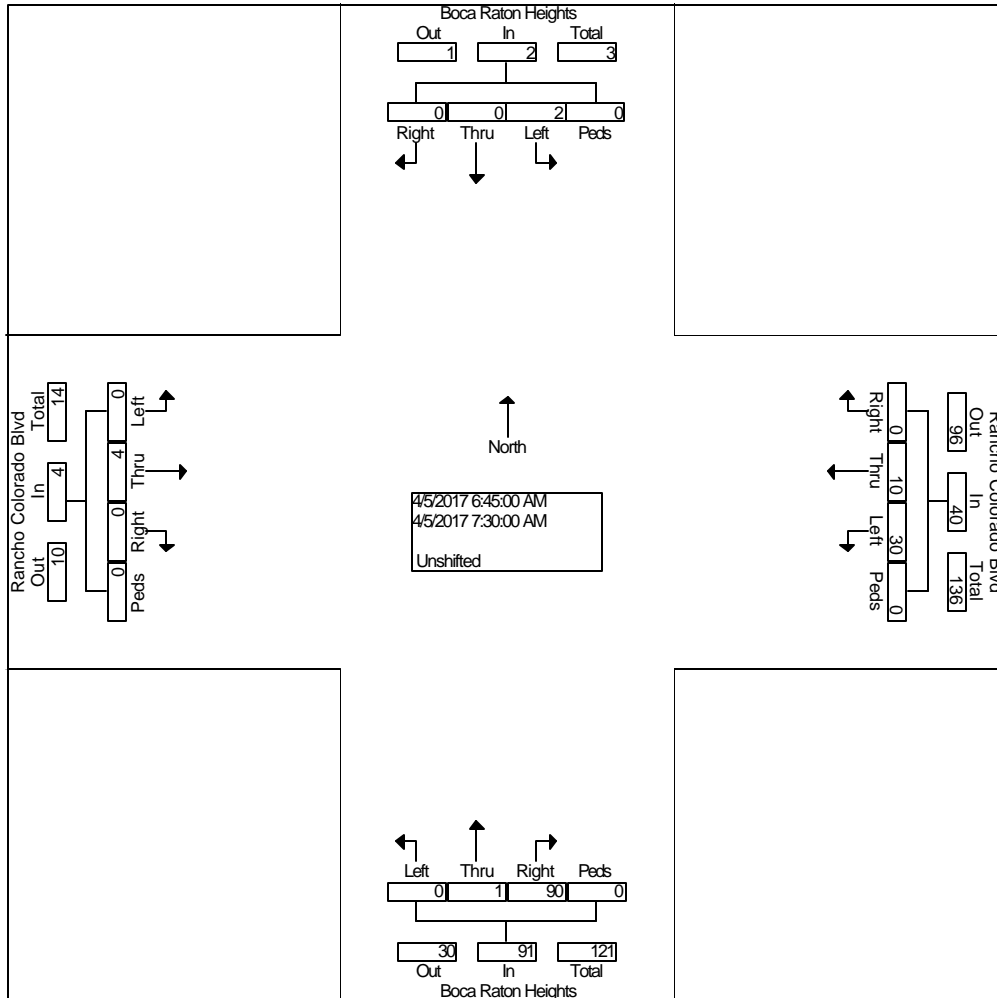 Boca Raton Heights
Out In Total
1 2 3
0 0 2 0
Right Thru Left Peds
Rancho Colorado Blvd
Total In Out
14 4 10
0 4 0 0
Left Thru Right Peds
North
4/5/2017 6:45:00 AM
4/5/2017 7:30:00 AM
Unshifted
Right Thru Left Peds
0 10 30 0
96 40 136
Out In Total
Rancho Colorado Blvd
Left Thru Right Peds
0 1 90 0
30 91 121
Out In Total
Boca Raton Heights